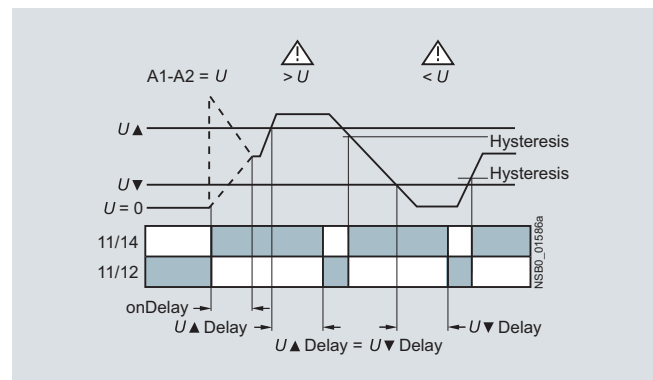 A1-A2 = U
> U
< U
U▲
Hysteresis
Hysteresis
U▼
U = 0
11/14
11/12
NSB0_01586a
onDelay
U▲Delay
U▼Delay
U▲Delay = U▼Delay